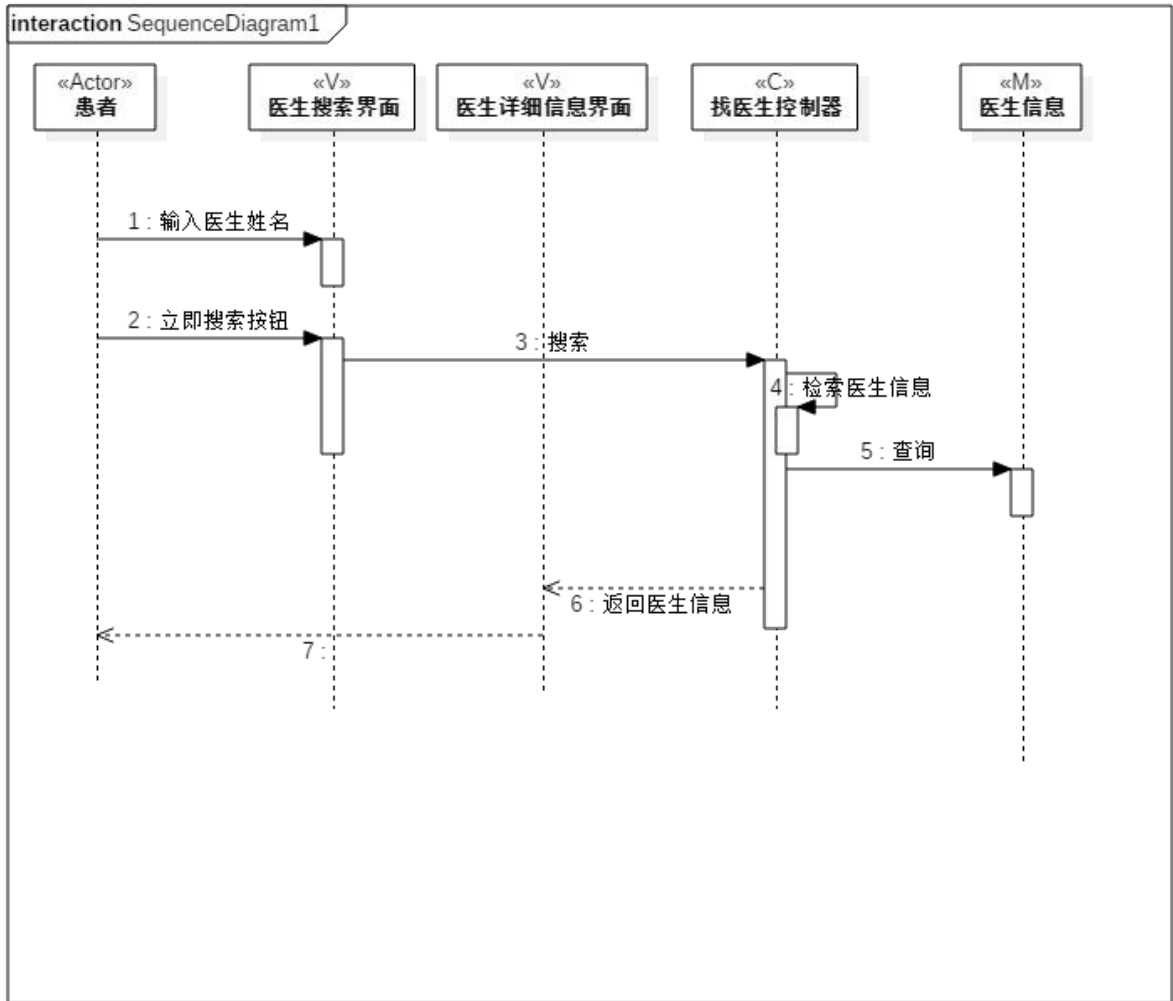 interaction SequenceDiagram1
«Actor»
患者
«V»
医生搜索界面
«V»
医生详细信息界面
«C»
找医生控制器
«M»
医生信息
1 : 输入医生姓名
2 : 立即搜索按钮
3 : 搜索
4 : 检索医生信息
5 : 查询
6 : 返回医生信息
7 :